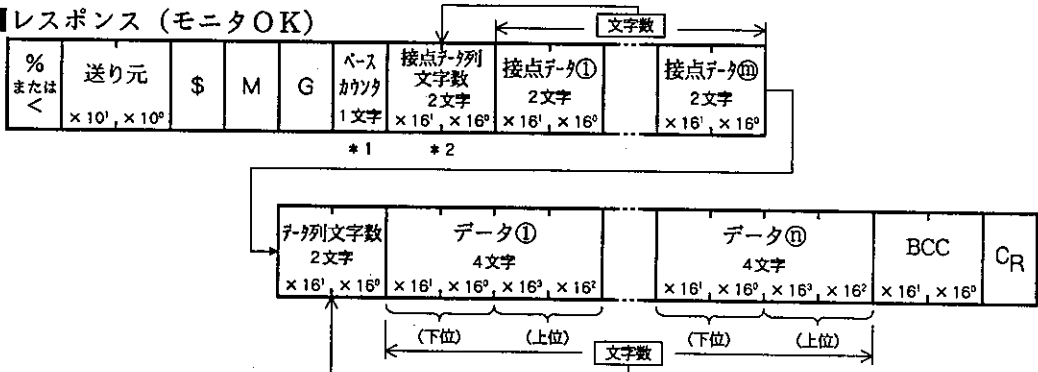 ■レスポンス（モニタOK）
文字数
%
または
<
送り元
×10¹ ×10⁰
$
M
G
ベース
カウンタ
1文字
接点データ列
文字数
2文字
×16¹ ×16⁰
接点データ①
2文字
×16¹ ×16⁰
接点データⓜ
2文字
×16¹ ×16⁰
*1
*2
データ列文字数
2文字
×16¹ ×16⁰
データ①
4文字
×16¹ ×16⁰ ×16³ ×16²
データⓝ
4文字
×16¹ ×16⁰ ×16³ ×16²
BCC
×16¹ ×16⁰
CR
(下位)
(上位)
(下位)
(上位)
文字数